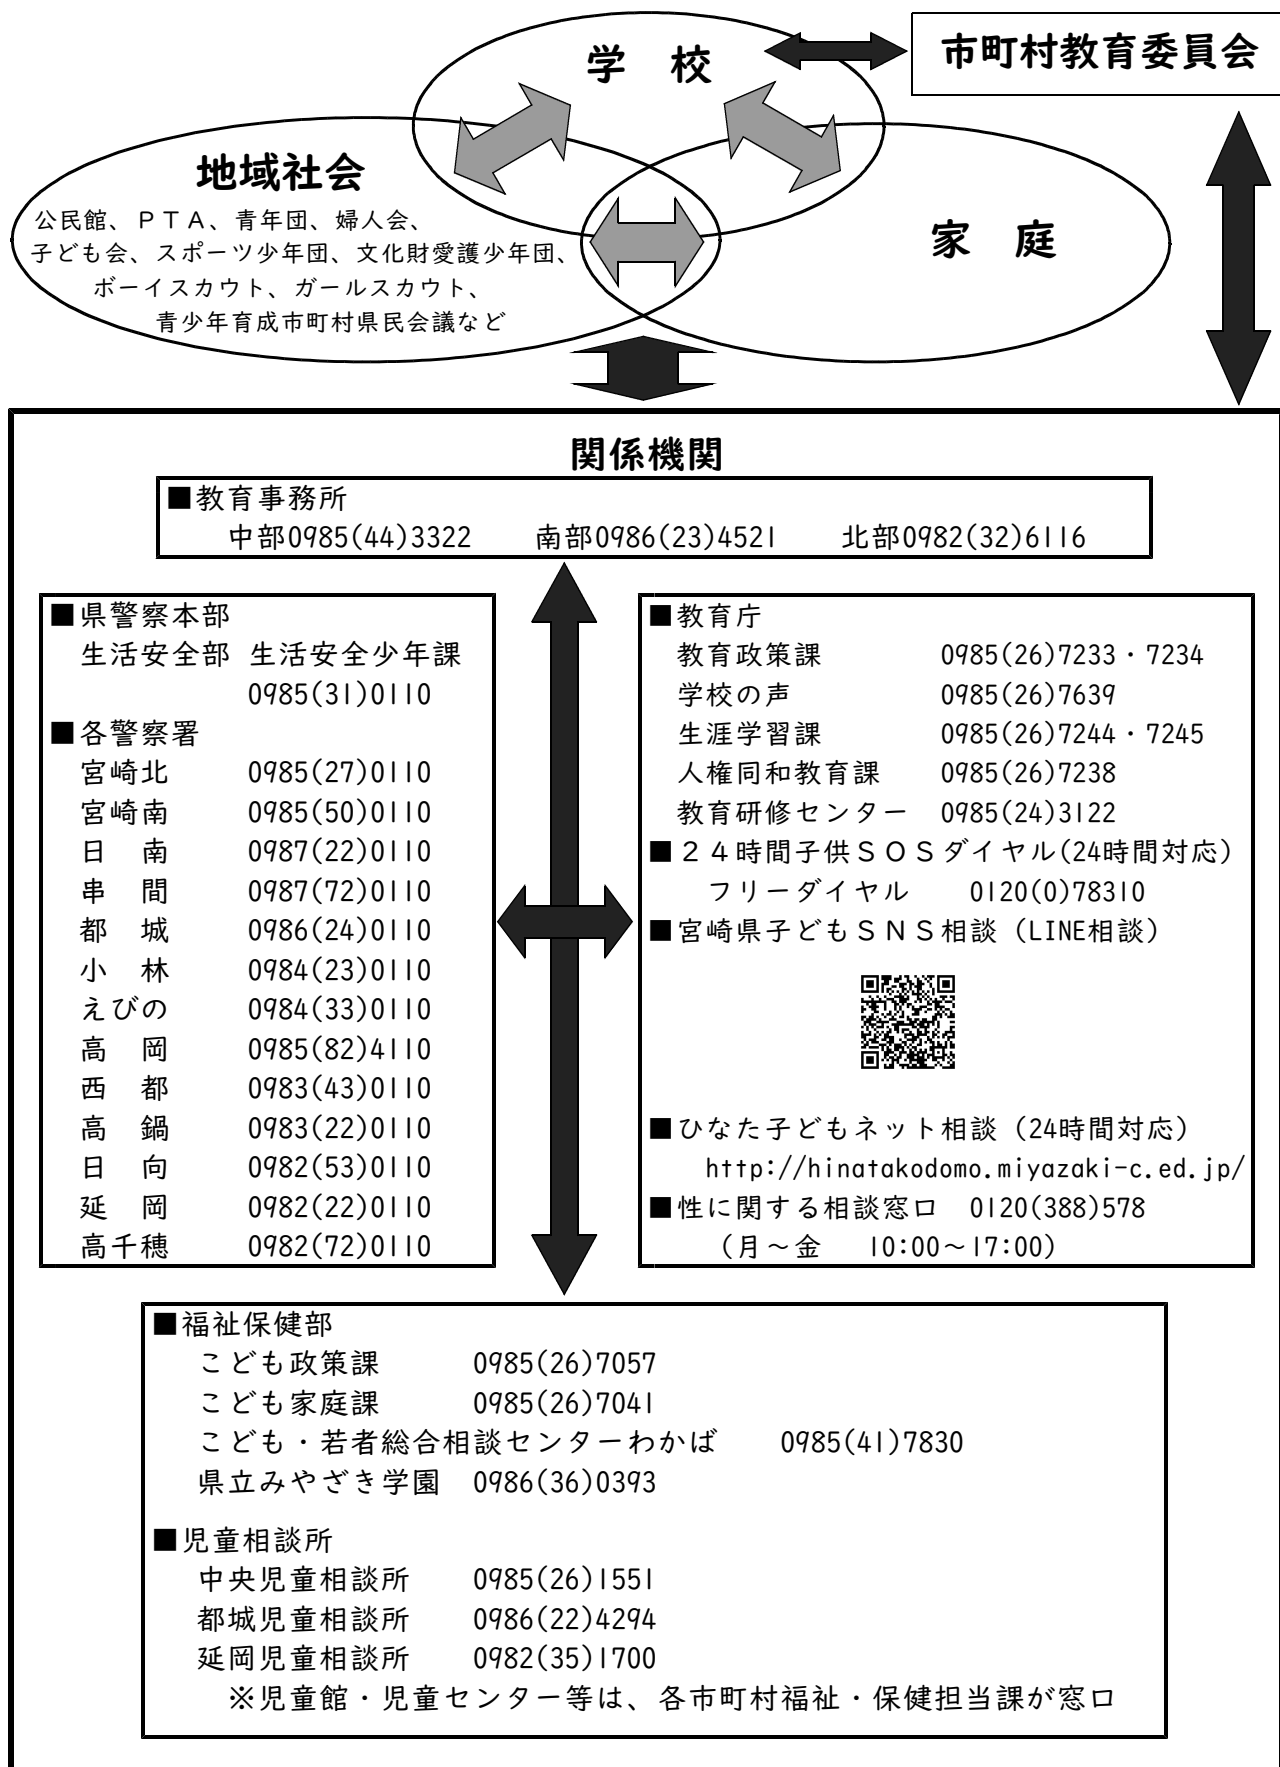 学　校
市町村教育委員会
地域社会
公民館、ＰＴＡ、青年団、婦人会、
子ども会、スポーツ少年団、文化財愛護少年団、
ボーイスカウト、ガールスカウト、
青少年育成市町村県民会議など
家　庭
関係機関
■教育事務所
中部0985(44)3322　　南部0986(23)4521　　北部0982(32)6116
■県警察本部
生活安全部 生活安全少年課
0985(31)0110
■各警察署
宮崎北　0985(27)0110
宮崎南　0985(50)0110
日　南　0987(22)0110
串　間　0987(72)0110
都　城　0986(24)0110
小　林　0984(23)0110
えびの　0984(33)0110
高　岡　0985(82)4110
西　都　0983(43)0110
高　鍋　0983(22)0110
日　向　0982(53)0110
延　岡　0982(22)0110
高千穂　0982(72)0110
■教育庁
教育政策課　0985(26)7233・7234
学校の声　0985(26)7639
生涯学習課　0985(26)7244・7245
人権同和教育課　0985(26)7238
教育研修センター　0985(24)3122
■２４時間子供ＳＯＳダイヤル(24時間対応)
フリーダイヤル　0120(0)78310
■宮崎県子どもＳＮＳ相談（LINE相談）
■ひなた子どもネット相談（24時間対応）
http://hinatakodomo.miyazaki-c.ed.jp/
■性に関する相談窓口　0120(388)578
（月～金　10:00～17:00）
■福祉保健部
こども政策課　0985(26)7057
こども家庭課　0985(26)7041
こども・若者総合相談センターわかば　0985(41)7830
県立みやざき学園　0986(36)0393
■児童相談所
中央児童相談所　0985(26)1551
都城児童相談所　0986(22)4294
延岡児童相談所　0982(35)1700
※児童館・児童センター等は、各市町村福祉・保健担当課が窓口